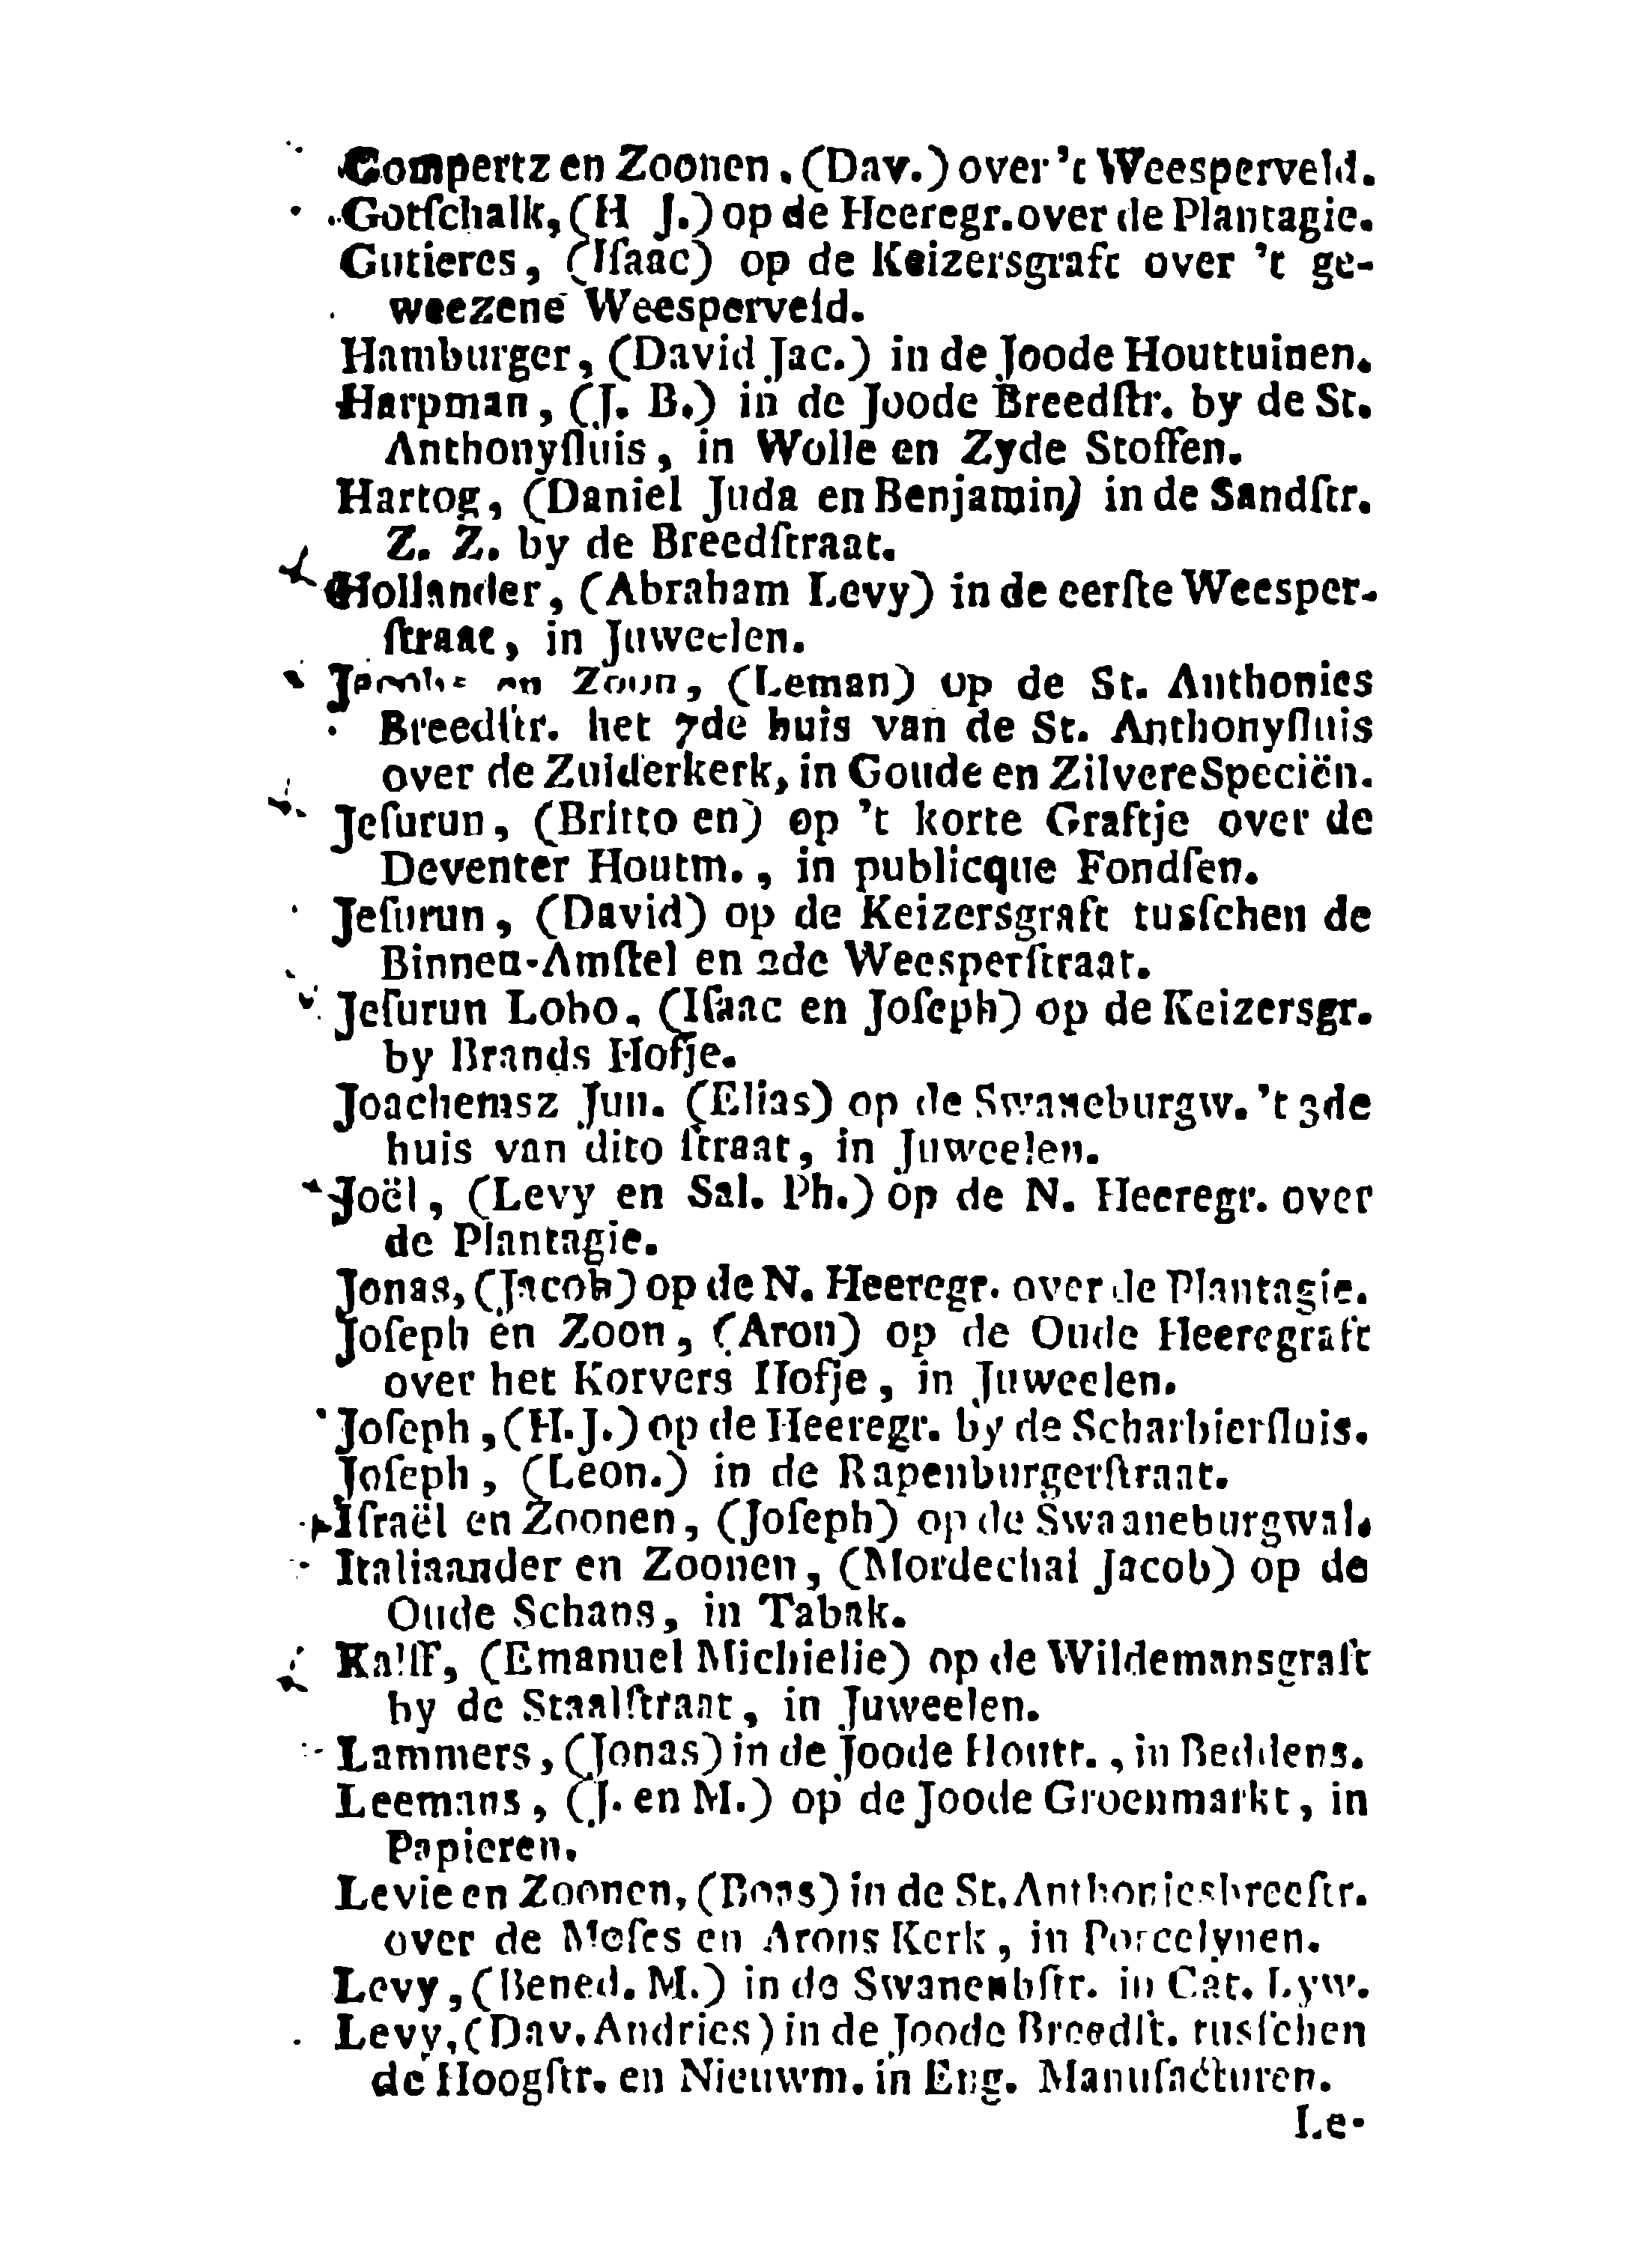 Gompertz en Zoonen, (Dav.) over 't Weesperveld.
Gotſchalk, (H J.) op de Heeregr. over de Plantagie.
Gutieres, (Iſaac) op de Keizersgraft over 't ge-
weezene Weesperveld.
Hamburger, (David Jac.) in de Joode Houttuinen.
Harpman, (J. B.) in de Joode Breedſtr. by de St.
Anthonyſluis, in Wolle en Zyde Stoffen.
Hartog, (Daniel Juda en Benjamin) in de Sandſtr.
Z. Z. by de Breedſtraat.
Hollander, (Abraham Levy) in de eerſte Weesper-
ſtraat, in Juweelen.
Jacobs en Zoon, (Leman) op de St. Anthonies
Breedſtr. het 7de huis van de St. Anthonyſluis
over de Zuiderkerk, in Goude en Zilvere Speciën.
Jeſurun, (Britto en) op 't korte Graftje over de
Deventer Houtm., in publicque Fondſen.
Jeſurun, (David) op de Keizersgraft tusſchen de
Binnen-Amſtel en 2de Weesperſtraat.
Jeſurun Lobo, (Iſaac en Joſeph) op de Keizersgr.
by Brands Hofje.
Joachemsz Jun. (Elias) op de Swaneburgw. 't 3de
huis van dito ſtraat, in Juweelen.
Joël, (Levy en Sal. Ph.) op de N. Heeregr. over
de Plantagie.
Jonas, (Jacob) op de N. Heeregr. over de Plantagie.
Joſeph en Zoon, (Aron) op de Oude Heeregraft
over het Korvers Hofje, in Juweelen.
Joſeph, (H. J.) op de Heeregr. by de Scharbierſluis.
Joſeph, (Leon.) in de Rapenburgerſtraat.
Iſraël en Zoonen, (Joſeph) op de Swaaneburgwal.
Italiaander en Zoonen, (Mordechai Jacob) op de
Oude Schans, in Tabak.
Kalff, (Emanuel Michielie) op de Wildemansgraft
by de Staalſtraat, in Juweelen.
Lammers, (Jonas) in de Joode Houtt., in Beddens.
Leemans, (J. en M.) op de Joode Groenmarkt, in
Papieren.
Levie en Zoonen, (Boas) in de St. Anthoniesbreeſtr.
over de Moſes en Arons Kerk, in Porcelynen.
Levy, (Bened. M.) in de Swanenbſtr. in Cat. Lyw.
Levy, (Dav. Andries) in de Joode Breedſt. tusſchen
de Hoogſtr. en Nieuwm. in Eng. Manufacturen.
Le-